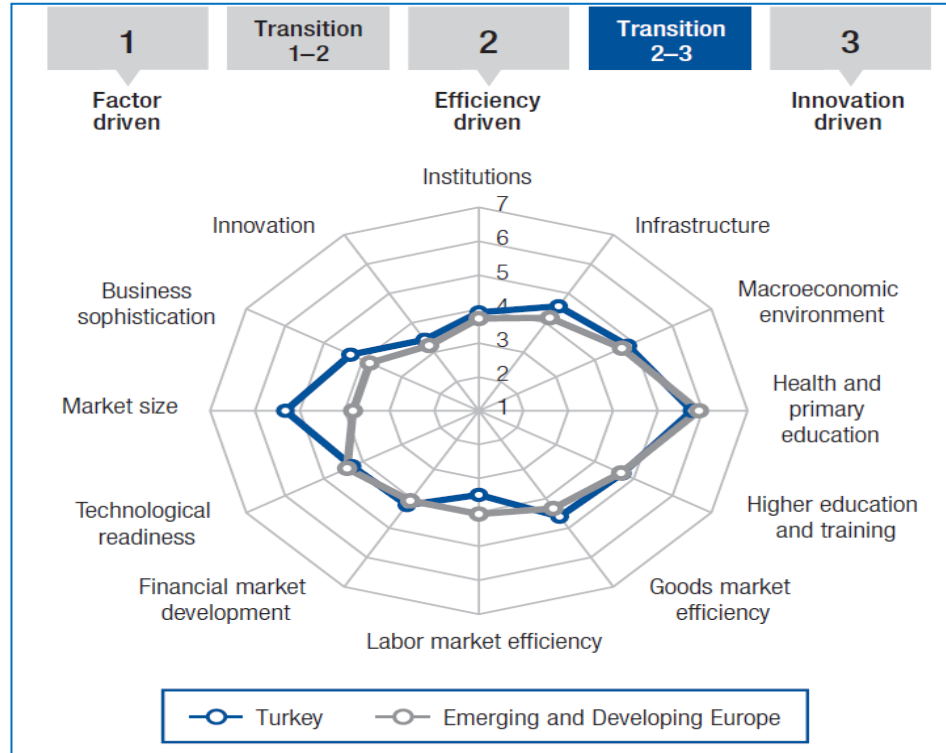 1
Transition
1–2
2
Transition
2–3
3
Factor
driven
Efficiency
driven
Innovation
driven
Institutions
7
6
5
4
3
2
1
Infrastructure
Macroeconomic
environment
Health and
primary
education
Higher education
and training
Goods market
efficiency
Labor market efficiency
Financial market
development
Technological
readiness
Market size
Business
sophistication
Innovation
Turkey
Emerging and Developing Europe